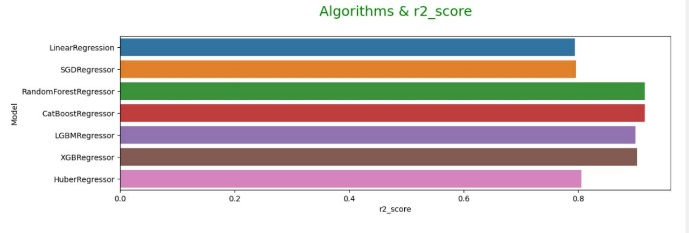 Algorithms & r2_score
Model
LinearRegression
SGDRegressor
RandomForestRegressor
CatBoostRegressor
LGBMRegressor
XGBRegressor
HuberRegressor
0.0 0.2 0.4 0.6 0.8
r2_score